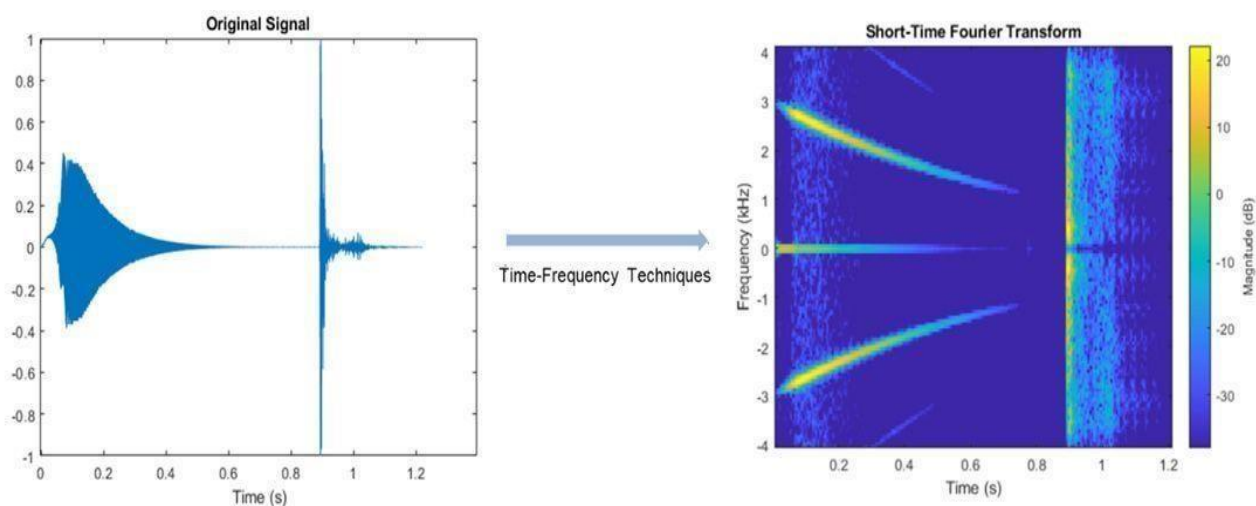 Original Signal
1
0.8
0.6
0.4
0.2
0
-0.2
-0.4
-0.6
-0.8
-1
0 0.2 0.4 0.6 0.8 1 1.2
Time (s)
Time-Frequency Techniques
Short-Time Fourier Transform
Frequency (kHz)
4
3
2
1
0
-1
-2
-3
-4
0.2 0.4 0.6 0.8 1 1.2
Time (s)
20
10
0
-10
-20
-30
Magnitude (dB)